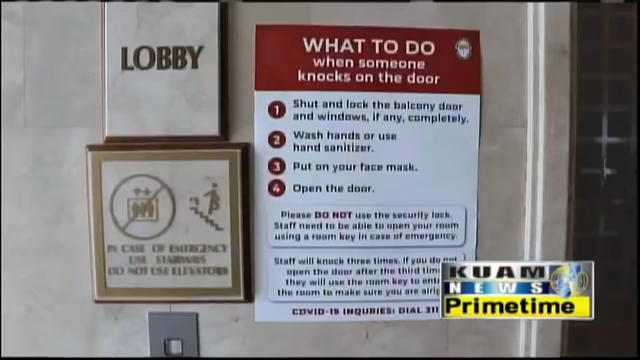 LOBBY
IN CASE OF EMERGENCY
USE STAIRWAYS
DO NOT USE ELEVATORS
WHAT TO DO
when someone
knocks on the door
1 Shut and lock the balcony door
and windows, if any, completely.
2 Wash hands or use
hand sanitizer.
3 Put on your face mask.
4 Open the door.
Please DO NOT use the security lock.
Staff need to be able to open your room
using a room key in case of emergency.
Staff will knock three times. If you do not
open the door after the third
they will use the room key to
the room to make sure you are
COVID-19 INQURIES: DIAL 311
KUAM
NEWS
Primetime